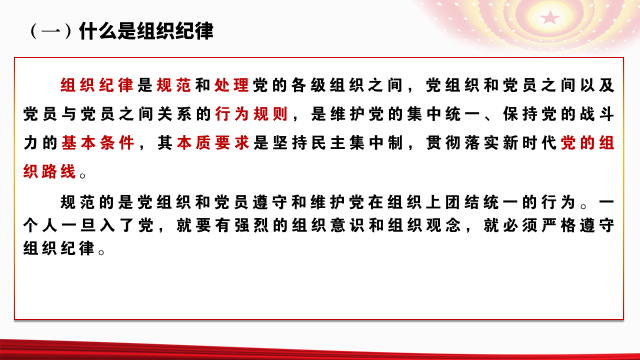 （一）什么是组织纪律
组织纪律是规范和处理党的各级组织之间，党组织和党员之间以及
党员与党员之间关系的行为规则，是维护党的集中统一、保持党的战斗
力的基本条件，其本质要求是坚持民主集中制，贯彻落实新时代党的组
织路线。
规范的是党组织和党员遵守和维护党在组织上团结统一的行为。一
个人一旦入了党，就要有强烈的组织意识和组织观念，就必须严格遵守
组织纪律。